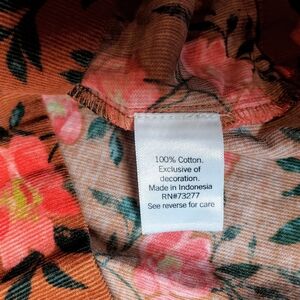 100% Cotton.
Exclusive of
decoration.
Made in Indonesia
RN#73277
See reverse for care